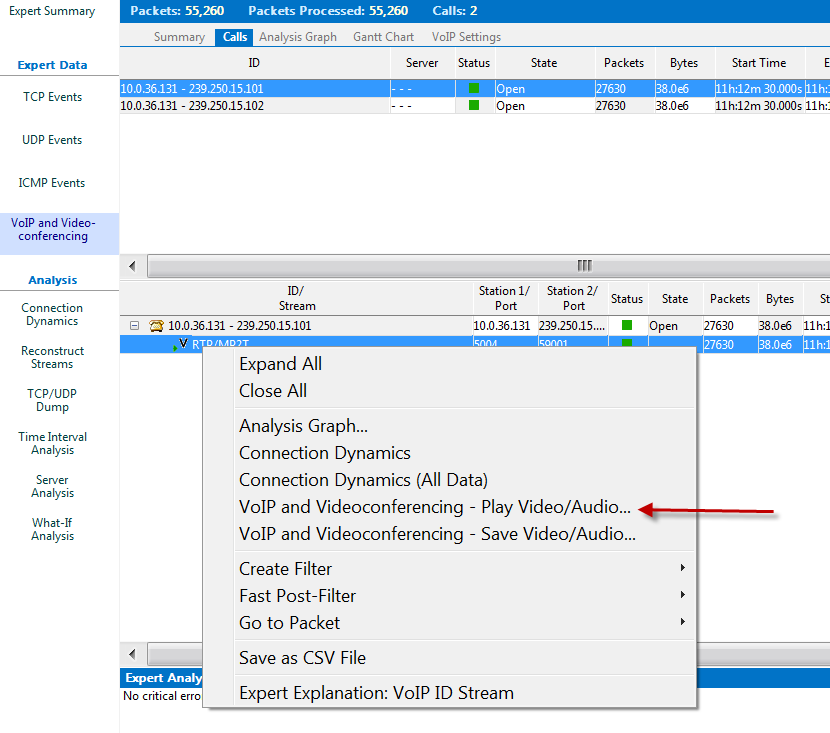 Expert Summary
Packets: 55,260 Packets Processed: 55,260 Calls: 2
Summary Calls Analysis Graph Gantt Chart VoIP Settings
Expert Data
TCP Events
UDP Events
ICMP Events
VoIP and Video-
conferencing
Analysis
Connection
Dynamics
Reconstruct
Streams
TCP/UDP
Dump
Time Interval
Analysis
Server
Analysis
What-If
Analysis
ID Server Status State Packets Bytes Start Time E
10.0.36.131 - 239.250.15.101 - - - Open 27630 38.0e6 11h:12m 30.000s 11h:
10.0.36.131 - 239.250.15.102 - - - Open 27630 38.0e6 11h:12m 30.000s 11h:
ID/ Station 1/ Station 2/
Stream Port Port Status State Packets Bytes St
10.0.36.131 - 239.250.15.101 10.0.36.131 239.250.15.... Open 27630 38.0e6 11h:1
V RTP/MP2T 5004 59001 27630 38.0e6 11h:1
Expand All
Close All
Analysis Graph...
Connection Dynamics
Connection Dynamics (All Data)
VoIP and Videoconferencing - Play Video/Audio...
VoIP and Videoconferencing - Save Video/Audio...
Create Filter
Fast Post-Filter
Go to Packet
Save as CSV File
Expert Explanation: VoIP ID Stream
Expert Analy
No critical erro